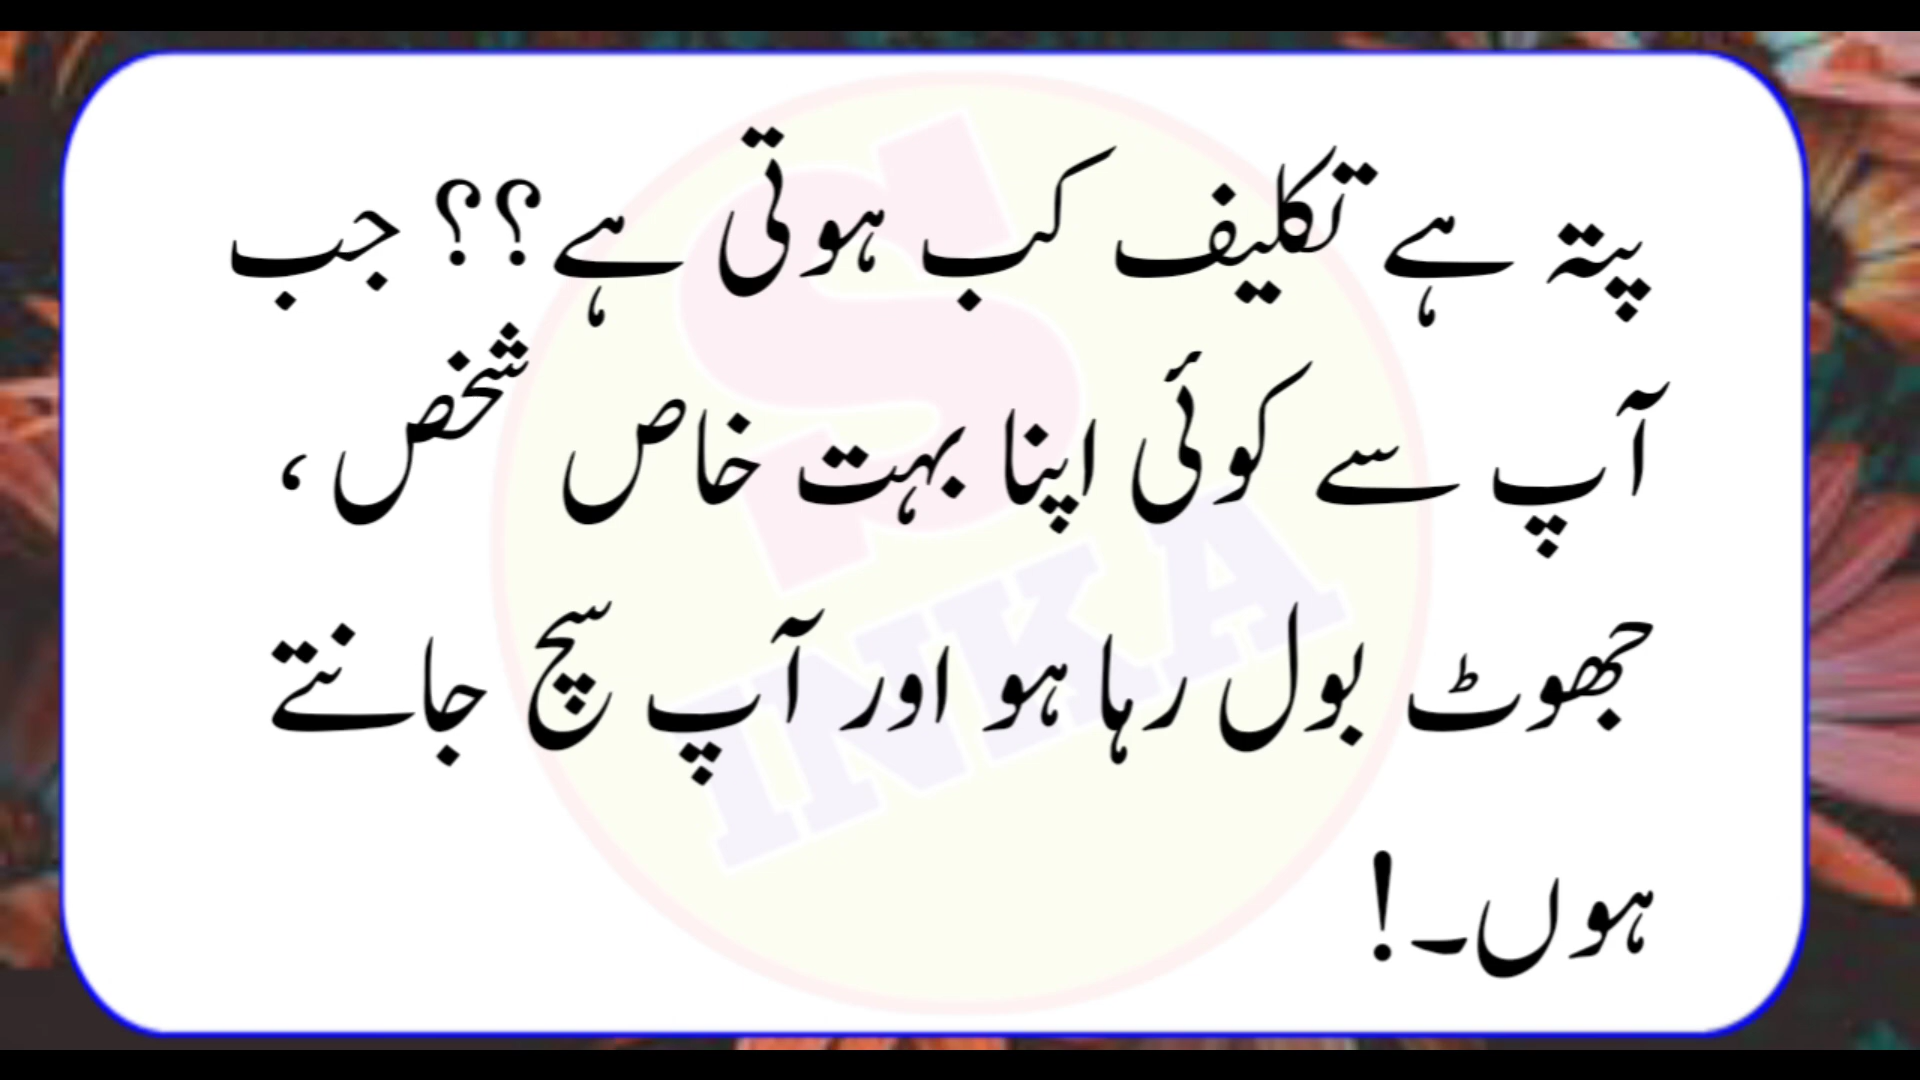 پتہ ہے تکلیف کب ہوتی ہے؟؟ جب
آپ سے کوئی اپنا بہت خاص شخص،
جھوٹ بول رہا ہو اور آپ سچ جانتے
ہوں۔!
S
INKA